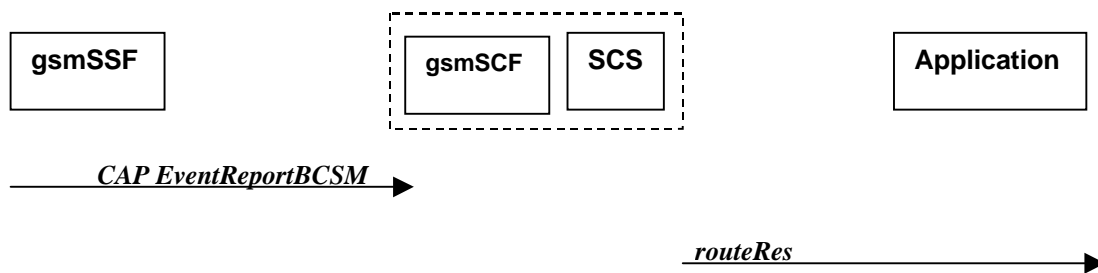 gsmSSF
gsmSCF
SCS
Application
CAP EventReportBCSM
routeRes